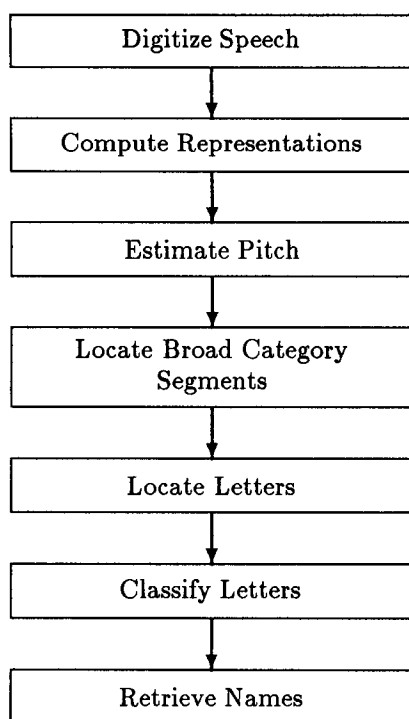 Digitize Speech
Compute Representations
Estimate Pitch
Locate Broad Category
Segments
Locate Letters
Classify Letters
Retrieve Names